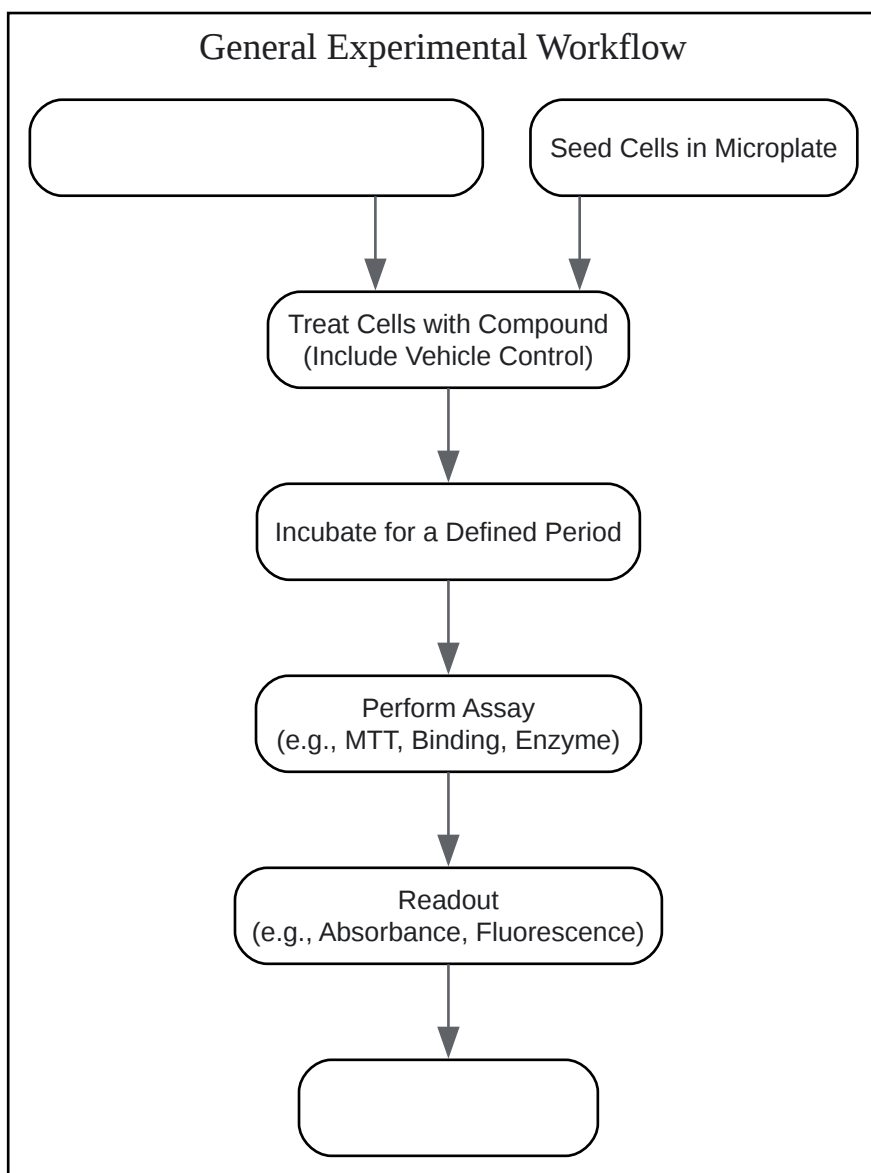 General Experimental Workflow
Seed Cells in Microplate
Treat Cells with Compound
(Include Vehicle Control)
Incubate for a Defined Period
Perform Assay
(e.g., MTT, Binding, Enzyme)
Readout
(e.g., Absorbance, Fluorescence)